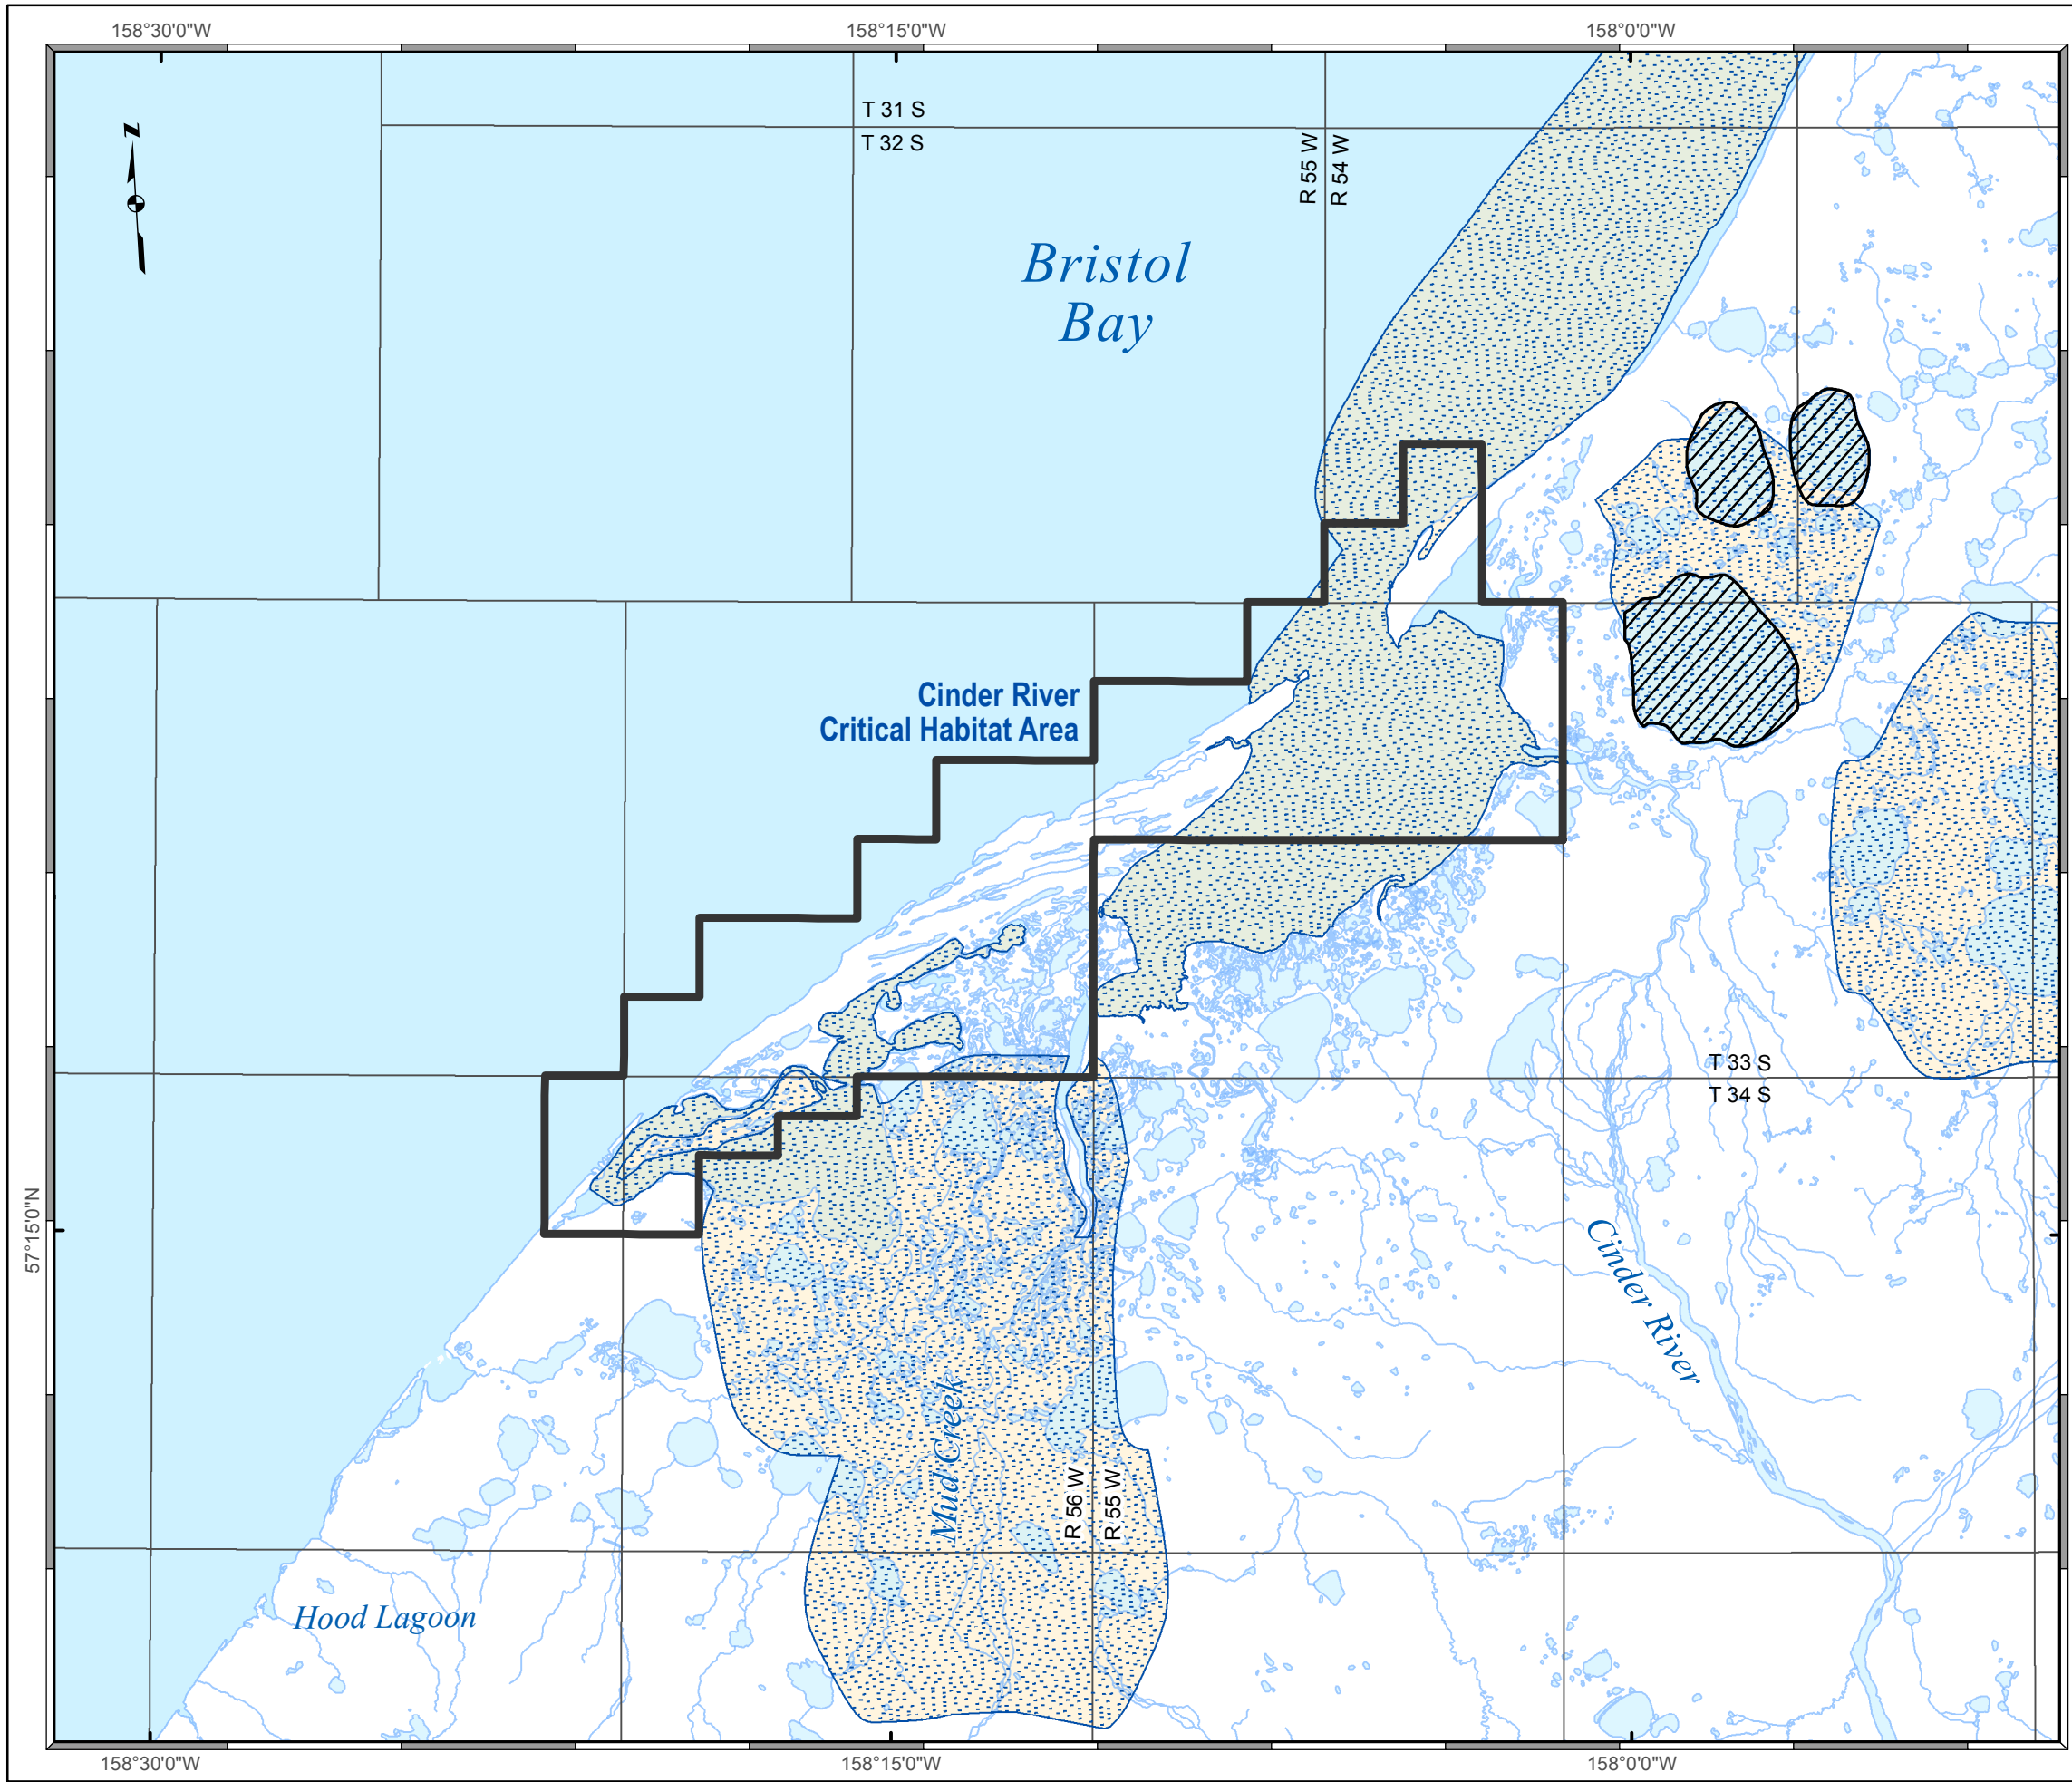 158°30'0"W
158°15'0"W
158°0'0"W
T 31 S
T 32 S
N
R 55 W
R 54 W
Bristol
Bay
Cinder River
Critical Habitat Area
T 33 S
T 34 S
57°15'0"N
Cinder River
Mud Creek
R 56 W
R 55 W
Hood Lagoon
158°30'0"W
158°15'0"W
158°0'0"W